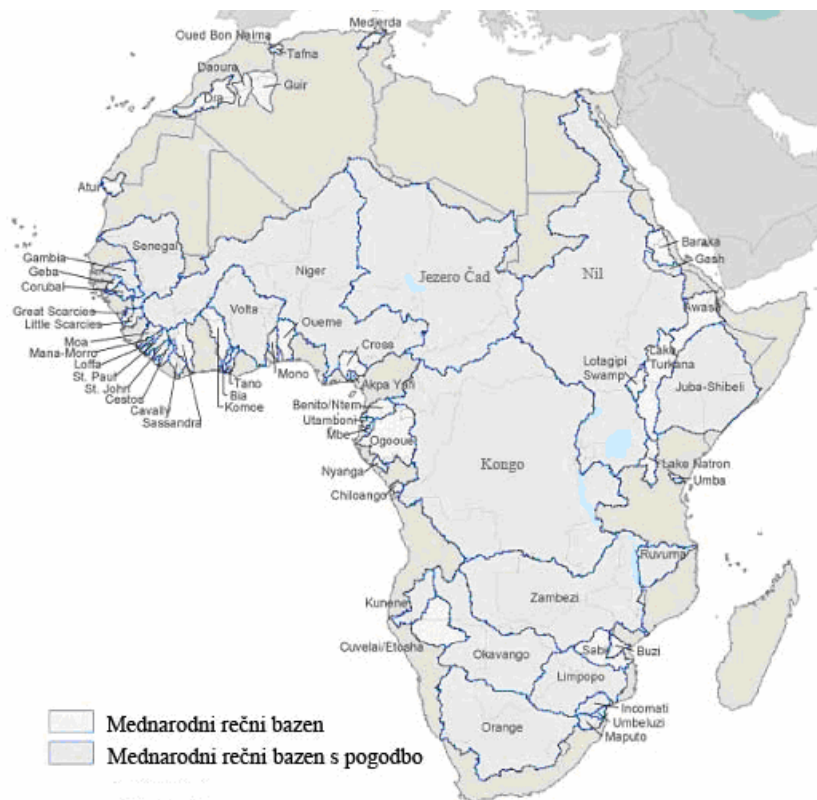 Medjerda
Oued Bon Naima
Tafna
Daoura
Guir
Dra
Atui
Senegal
Gambia
Geba
Corubal
Great Scarcies
Little Scarcies
Moa
Mana-Morro
Loffa
St. Paul
St. John
Cestos
Cavally
Sassandra
Komoe
Bia
Tano
Mono
Volta
Oueme
Niger
Cross
Akpa Yafi
Jezero Čad
Nil
Baraka
Gash
Awash
Lotagipi
Swamp
Lake
Turkana
Juba-Shibeli
Benito/Ntem
Utamboni
Mbe
Ogooue
Nyanga
Chiloango
Kongo
Lake Natron
Umba
Ruvuma
Zambezi
Kunene
Cuvelai/Etosha
Okavango
Sabi
Buzi
Limpopo
Orange
Incomati
Umbeluzi
Maputo
Mednarodni rečni bazen
Mednarodni rečni bazen s pogodbo